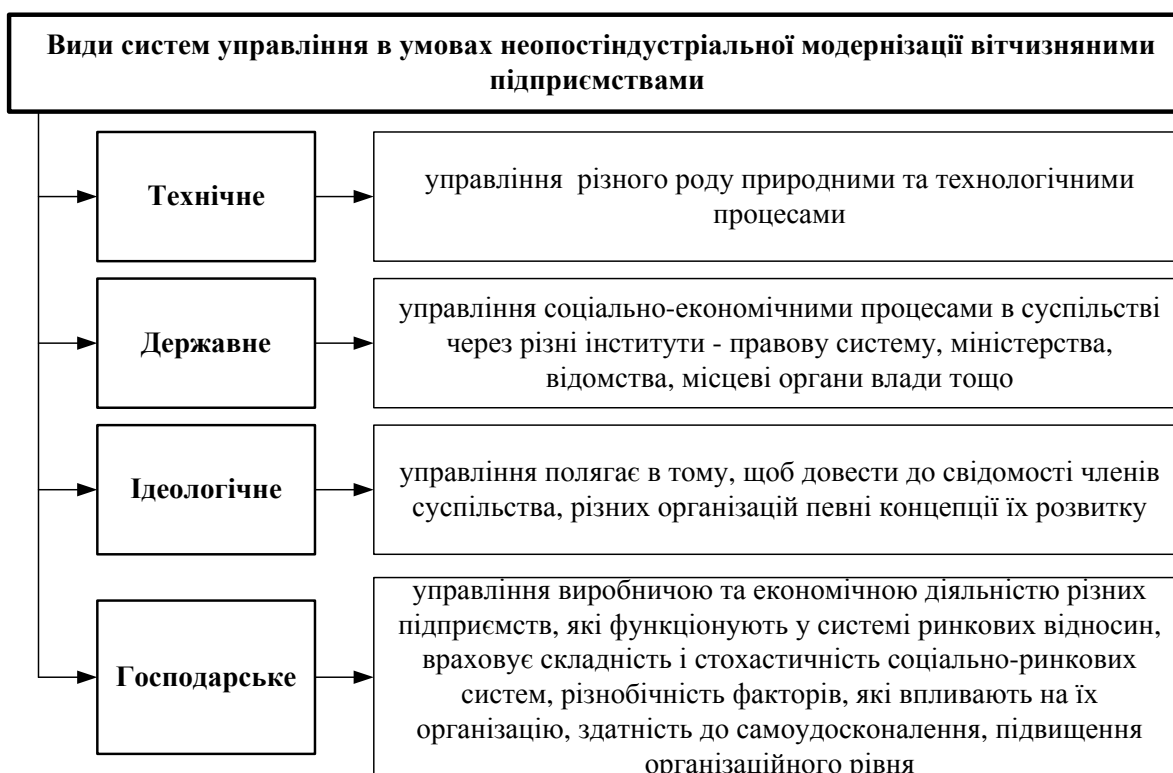 Види систем управління в умовах неопостіндустріальної модернізації вітчизняними
підприємствами
Технічне
управління різного роду природними та технологічними
процесами
Державне
управління соціально-економічними процесами в суспільстві
через різні інститути - правову систему, міністерства,
відомства, місцеві органи влади тощо
Ідеологічне
управління полягає в тому, щоб довести до свідомості членів
суспільства, різних організацій певні концепції їх розвитку
Господарське
управління виробничою та економічною діяльністю різних
підприємств, які функціонують у системі ринкових відносин,
враховує складність і стохастичність соціально-ринкових
систем, різнобічність факторів, які впливають на їх
організацію, здатність до самоудосконалення, підвищення
організаційного рівня